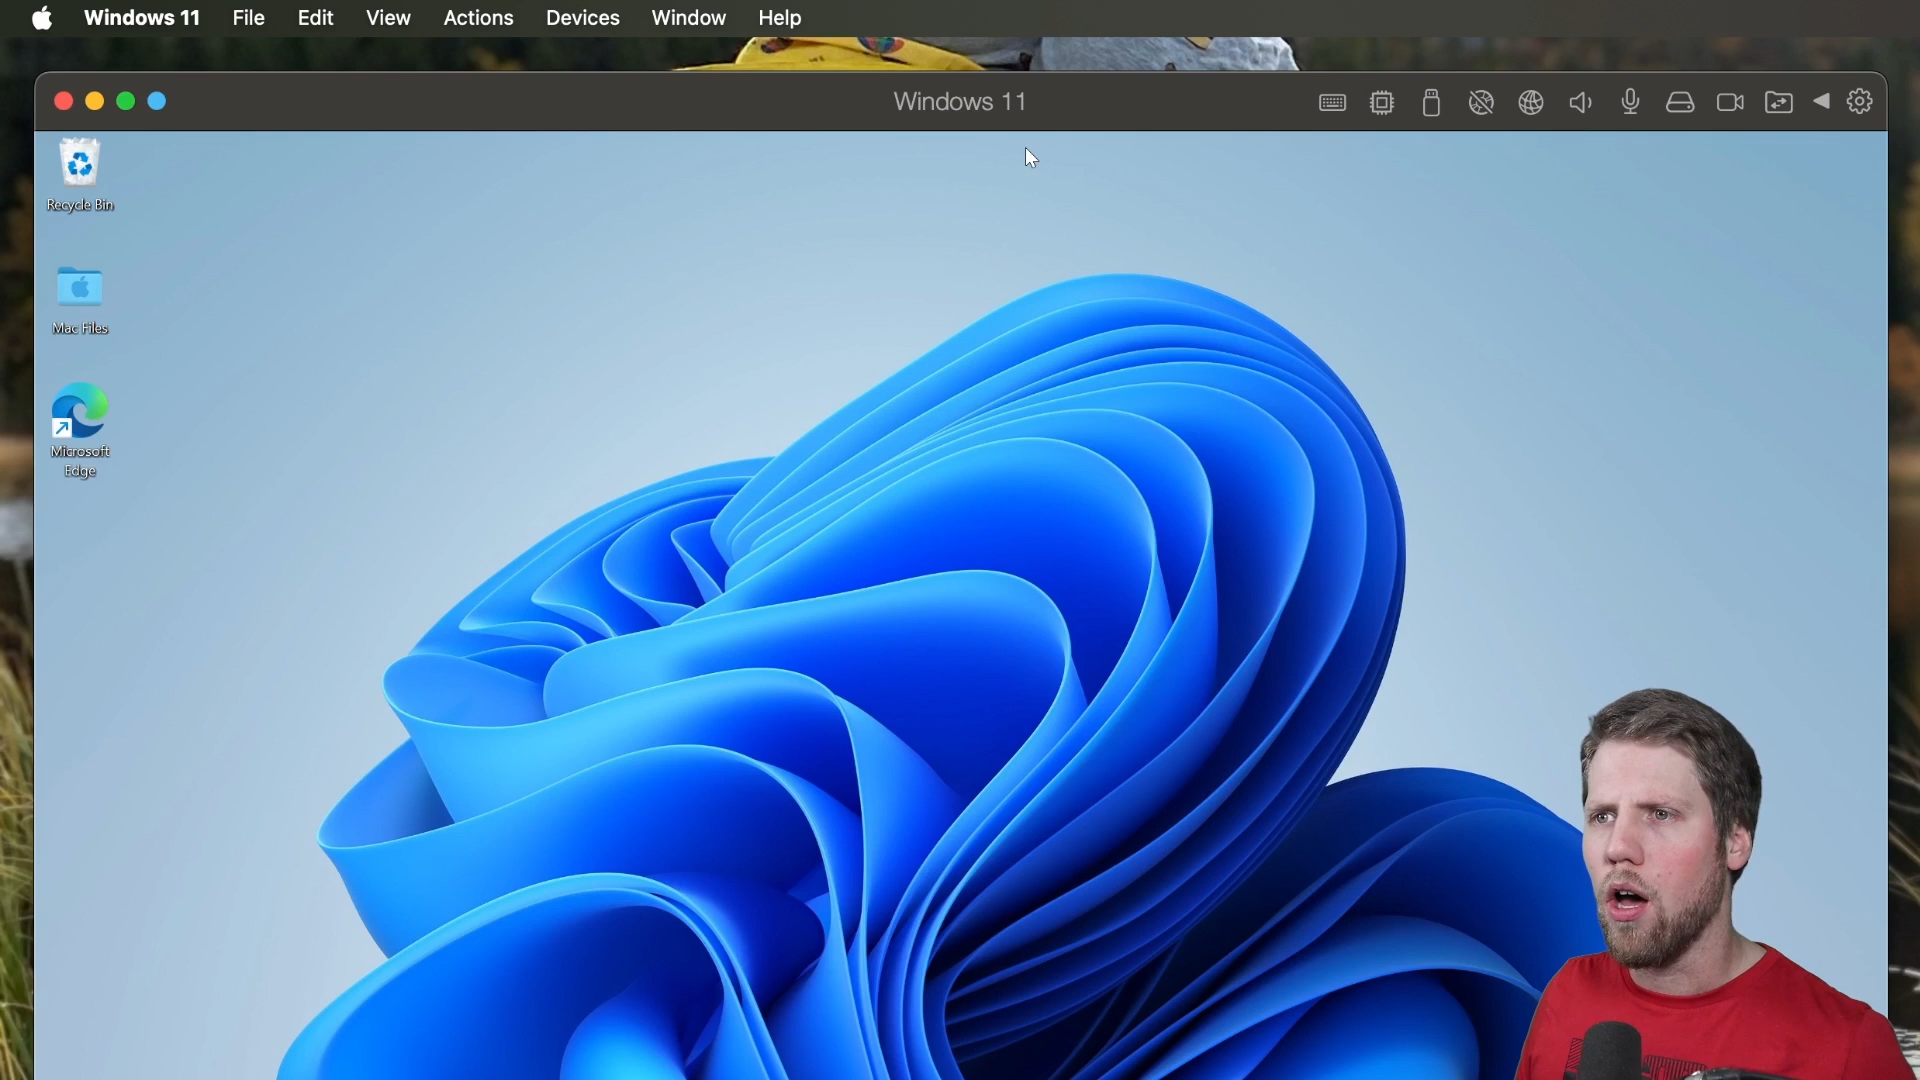 Windows 11 File Edit View Actions Devices Window Help
Windows 11
Recycle Bin
Mac Files
Microsoft
Edge